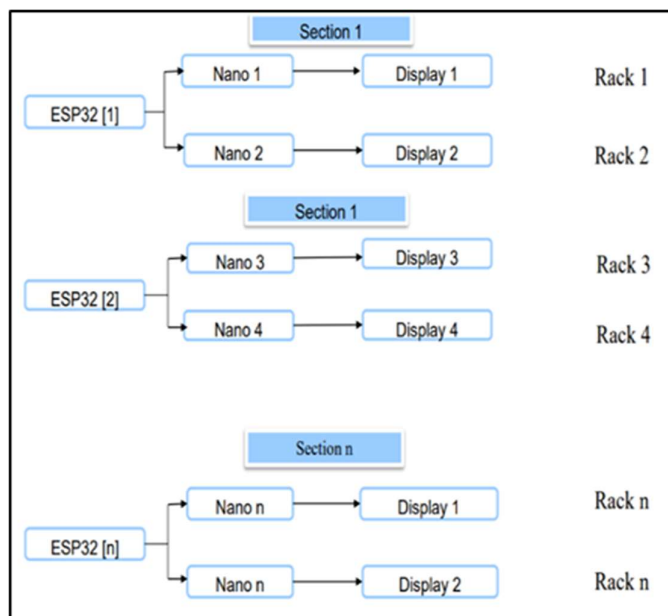 Section 1
Nano 1
Display 1
Rack 1
ESP32 [1]
Nano 2
Display 2
Rack 2
Section 1
Nano 3
Display 3
Rack 3
ESP32 [2]
Nano 4
Display 4
Rack 4
Section n
Nano n
Display 1
Rack n
ESP32 [n]
Nano n
Display 2
Rack n